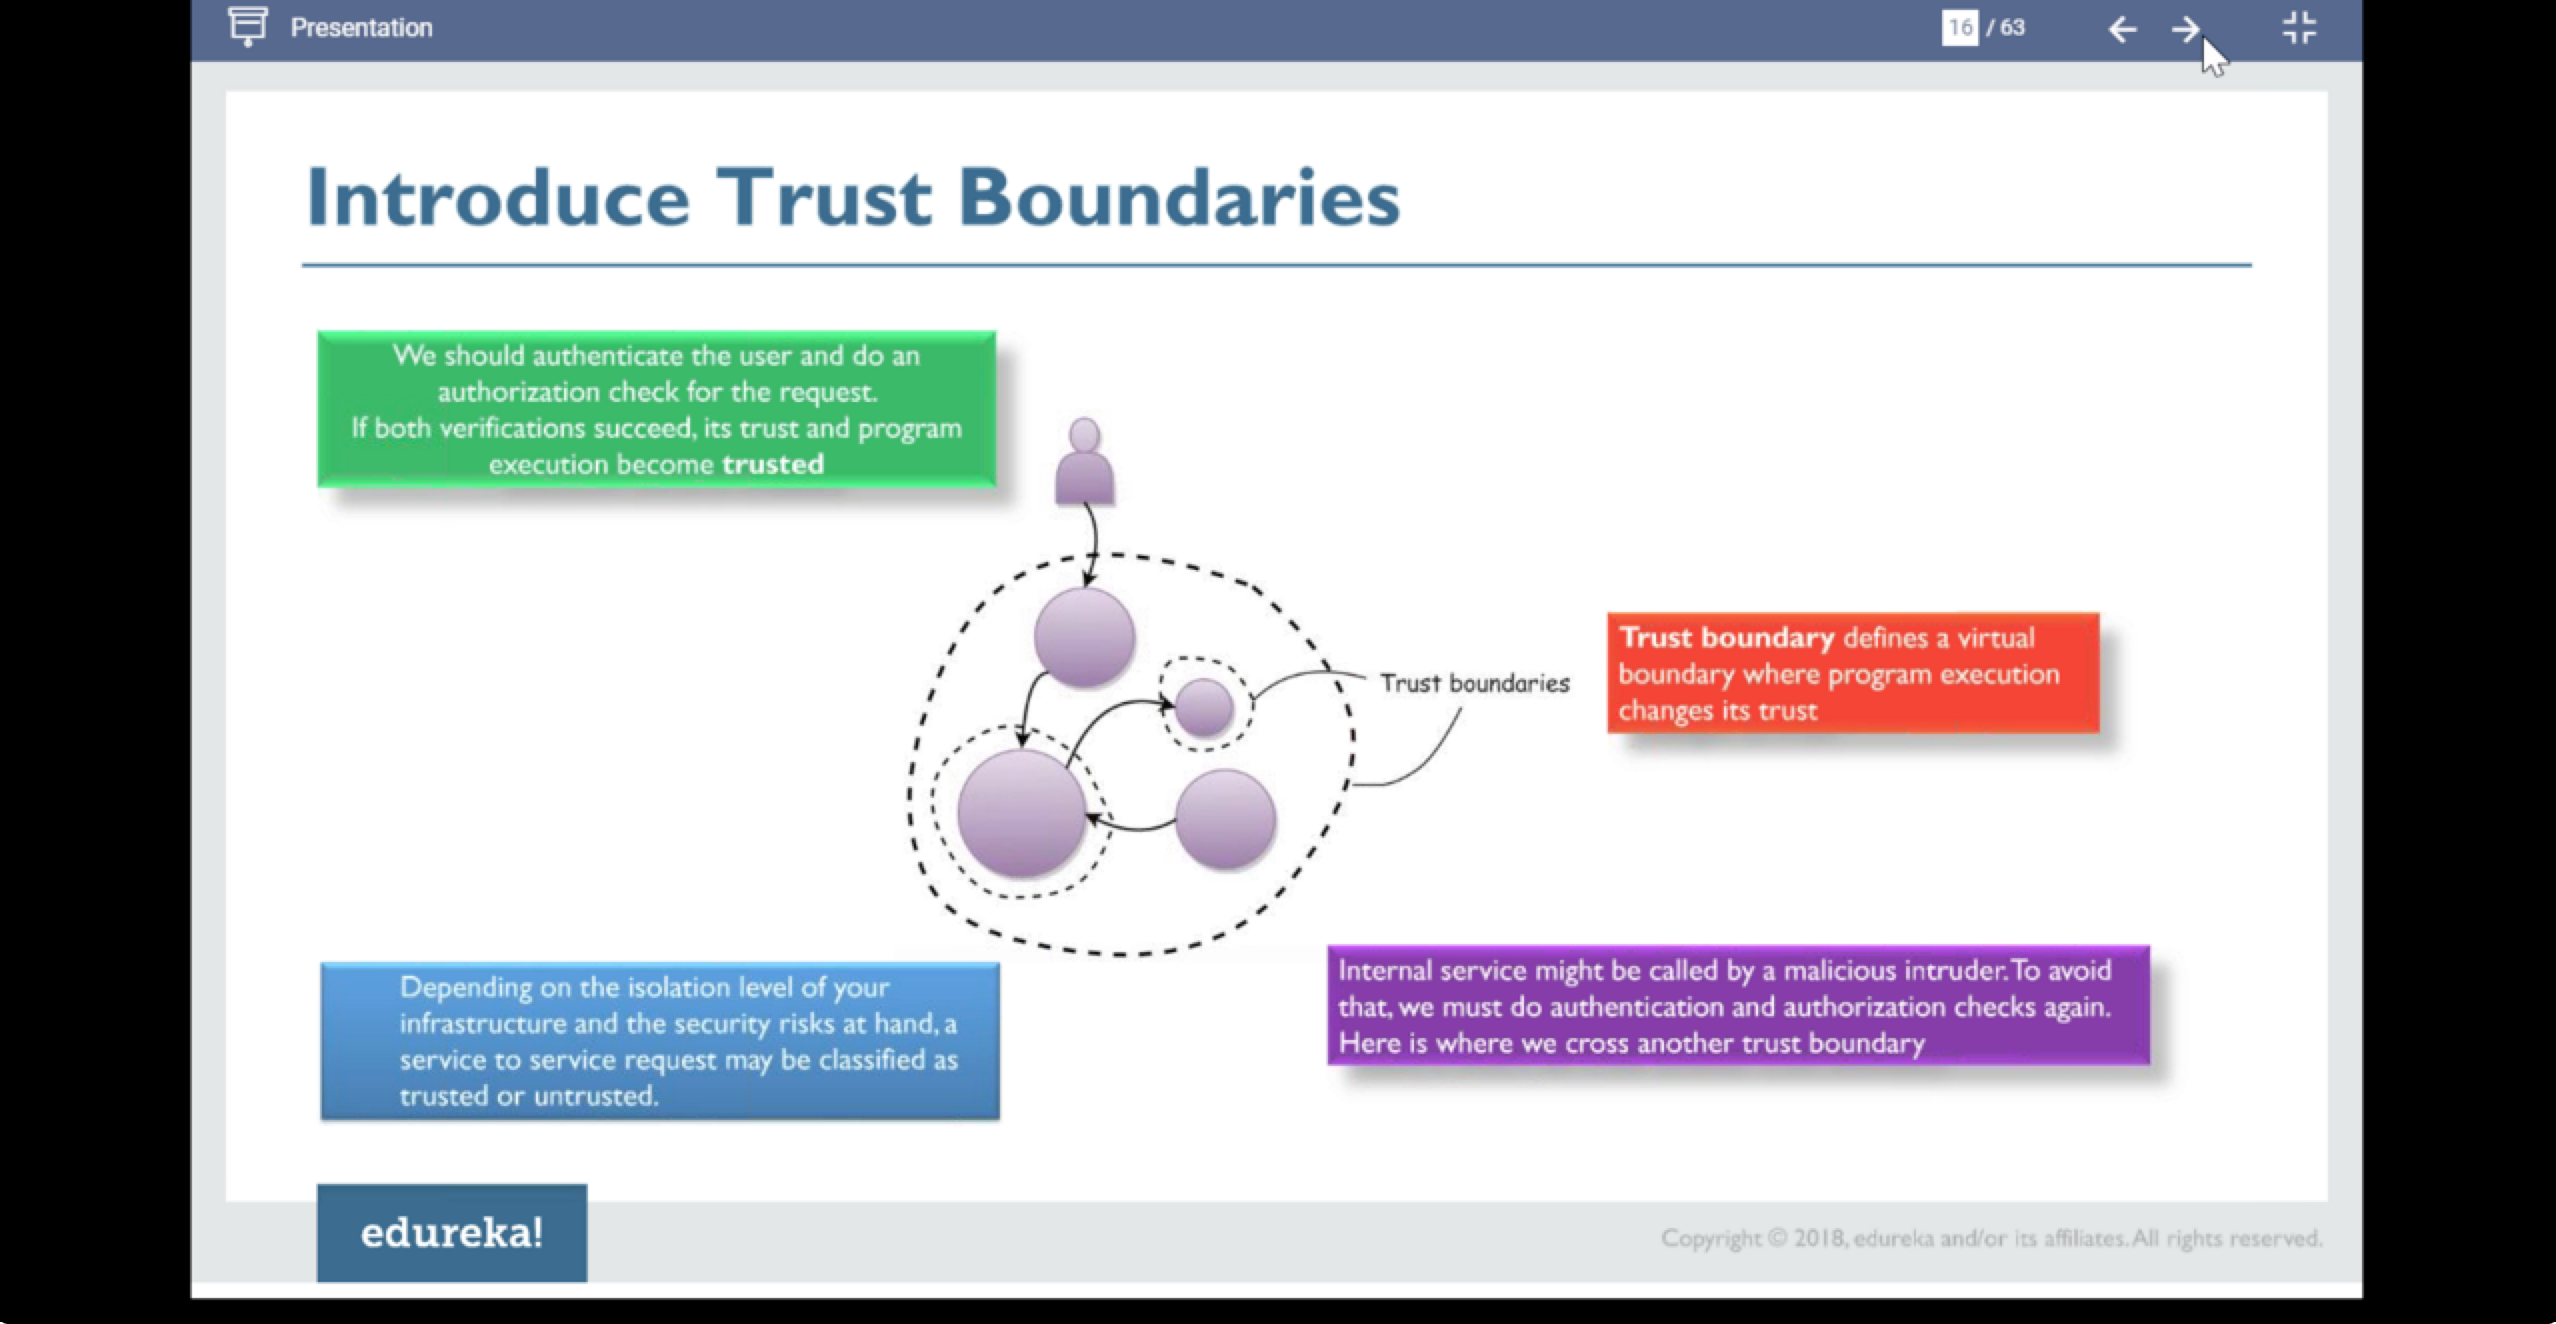 Presentation
16 / 63
Introduce Trust Boundaries
We should authenticate the user and do an
authorization check for the request.
If both verifications succeed, its trust and program
execution become trusted
Trust boundaries
Trust boundary defines a virtual
boundary where program execution
changes its trust
Depending on the isolation level of your
infrastructure and the security risks at hand, a
service to service request may be classified as
trusted or untrusted.
Internal service might be called by a malicious intruder. To avoid
that, we must do authentication and authorization checks again.
Here is where we cross another trust boundary
edureka!
Copyright © 2018, edureka and/or its affiliates. All rights reserved.